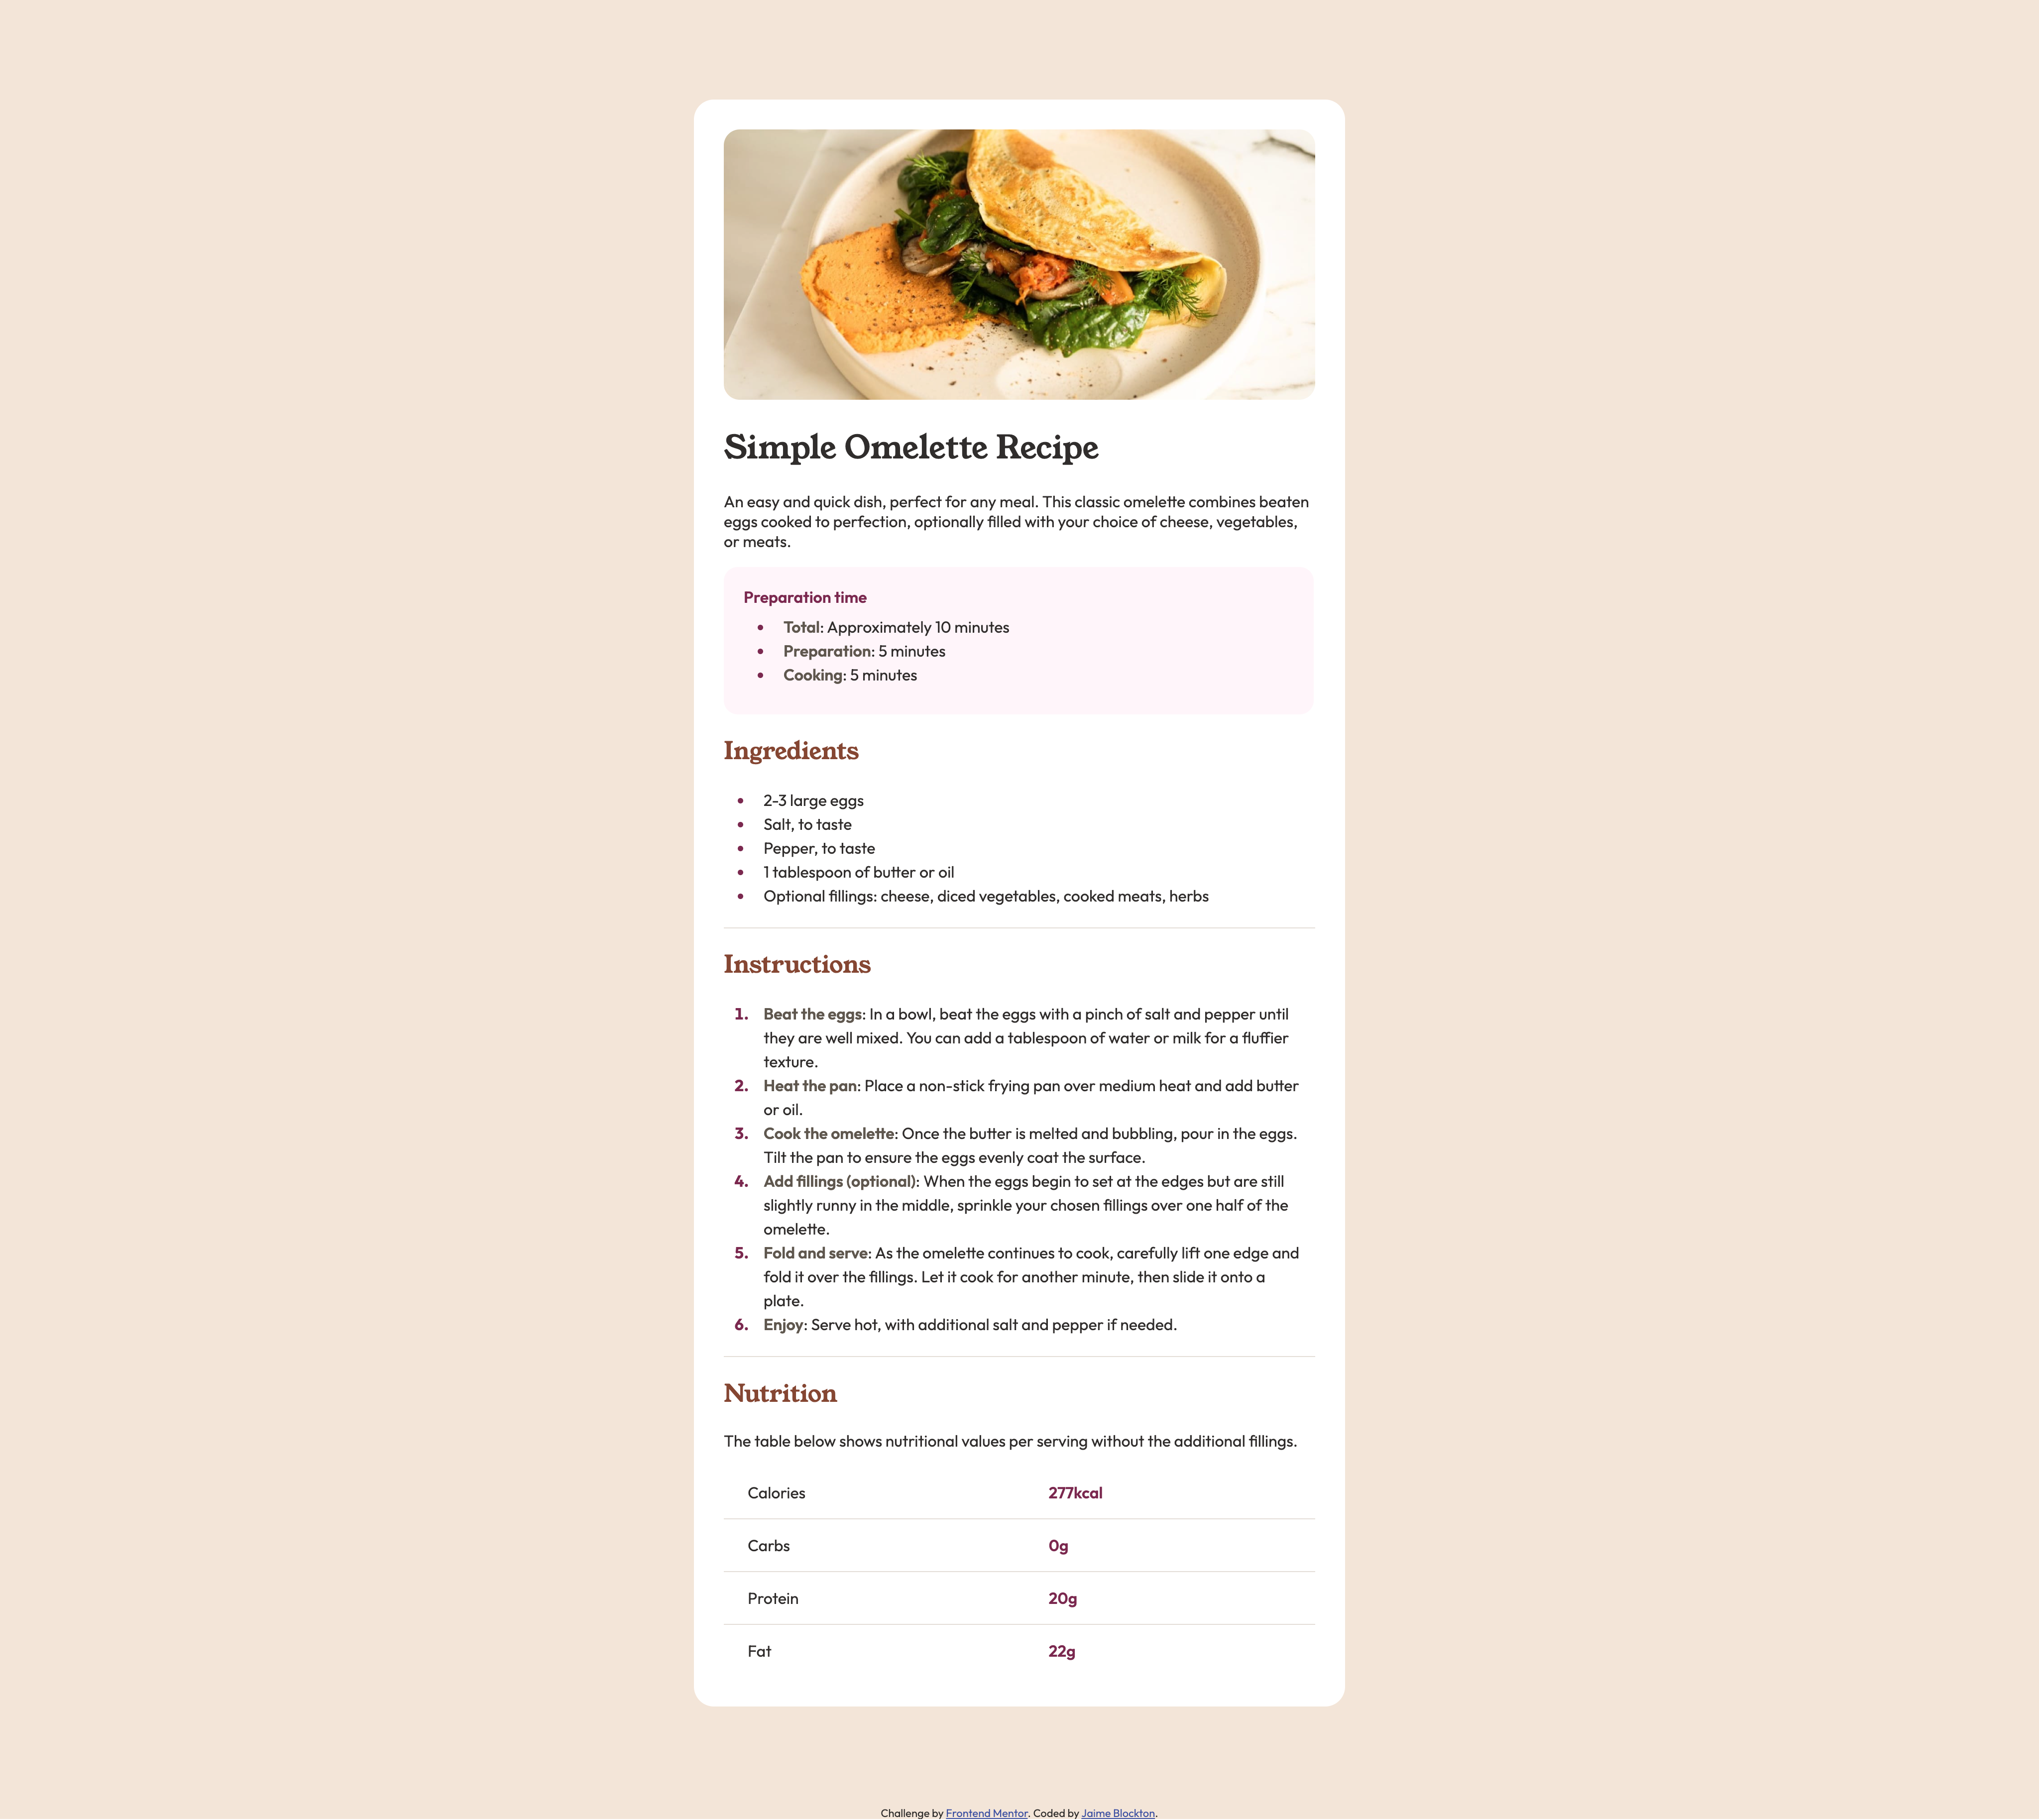 Simple Omelette Recipe
An easy and quick dish, perfect for any meal. This classic omelette combines beaten
eggs cooked to perfection, optionally filled with your choice of cheese, vegetables,
or meats.
Preparation time
• Total: Approximately 10 minutes
• Preparation: 5 minutes
• Cooking: 5 minutes
Ingredients
• 2-3 large eggs
• Salt, to taste
• Pepper, to taste
• 1 tablespoon of butter or oil
• Optional fillings: cheese, diced vegetables, cooked meats, herbs
Instructions
1. Beat the eggs: In a bowl, beat the eggs with a pinch of salt and pepper until
they are well mixed. You can add a tablespoon of water or milk for a fluffier
texture.
2. Heat the pan: Place a non-stick frying pan over medium heat and add butter
or oil.
3. Cook the omelette: Once the butter is melted and bubbling, pour in the eggs.
Tilt the pan to ensure the eggs evenly coat the surface.
4. Add fillings (optional): When the eggs begin to set at the edges but are still
slightly runny in the middle, sprinkle your chosen fillings over one half of the
omelette.
5. Fold and serve: As the omelette continues to cook, carefully lift one edge and
fold it over the fillings. Let it cook for another minute, then slide it onto a
plate.
6. Enjoy: Serve hot, with additional salt and pepper if needed.
Nutrition
The table below shows nutritional values per serving without the additional fillings.
Calories 277kcal
Carbs 0g
Protein 20g
Fat 22g
Challenge by Frontend Mentor. Coded by Jaime Blockton.